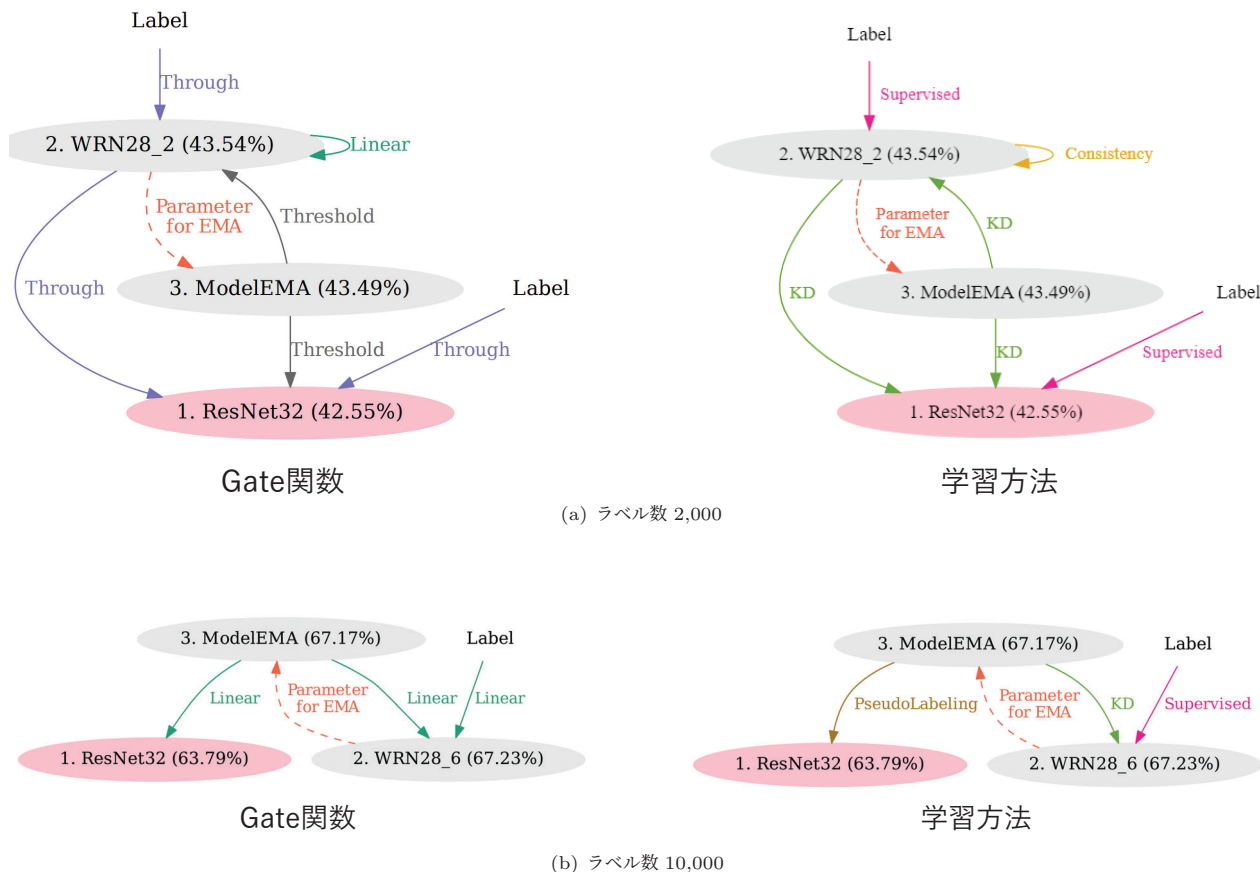 Label
Through
2. WRN28_2 (43.54%)
Linear
Parameter
for EMA
Threshold
3. ModelEMA (43.49%)
Through
Label
Threshold
Through
1. ResNet32 (42.55%)
Gate関数
Label
Supervised
2. WRN28_2 (43.54%)
Consistency
Parameter
for EMA
KD
3. ModelEMA (43.49%)
KD
Label
KD
Supervised
1. ResNet32 (42.55%)
学習方法
(a) ラベル数 2,000
3. ModelEMA (67.17%)
Label
Linear
Parameter
for EMA
Linear
Linear
1. ResNet32 (63.79%)
2. WRN28_6 (67.23%)
Gate関数
3. ModelEMA (67.17%)
Label
PseudoLabeling
Parameter
for EMA
KD
Supervised
1. ResNet32 (63.79%)
2. WRN28_6 (67.23%)
学習方法
(b) ラベル数 10,000